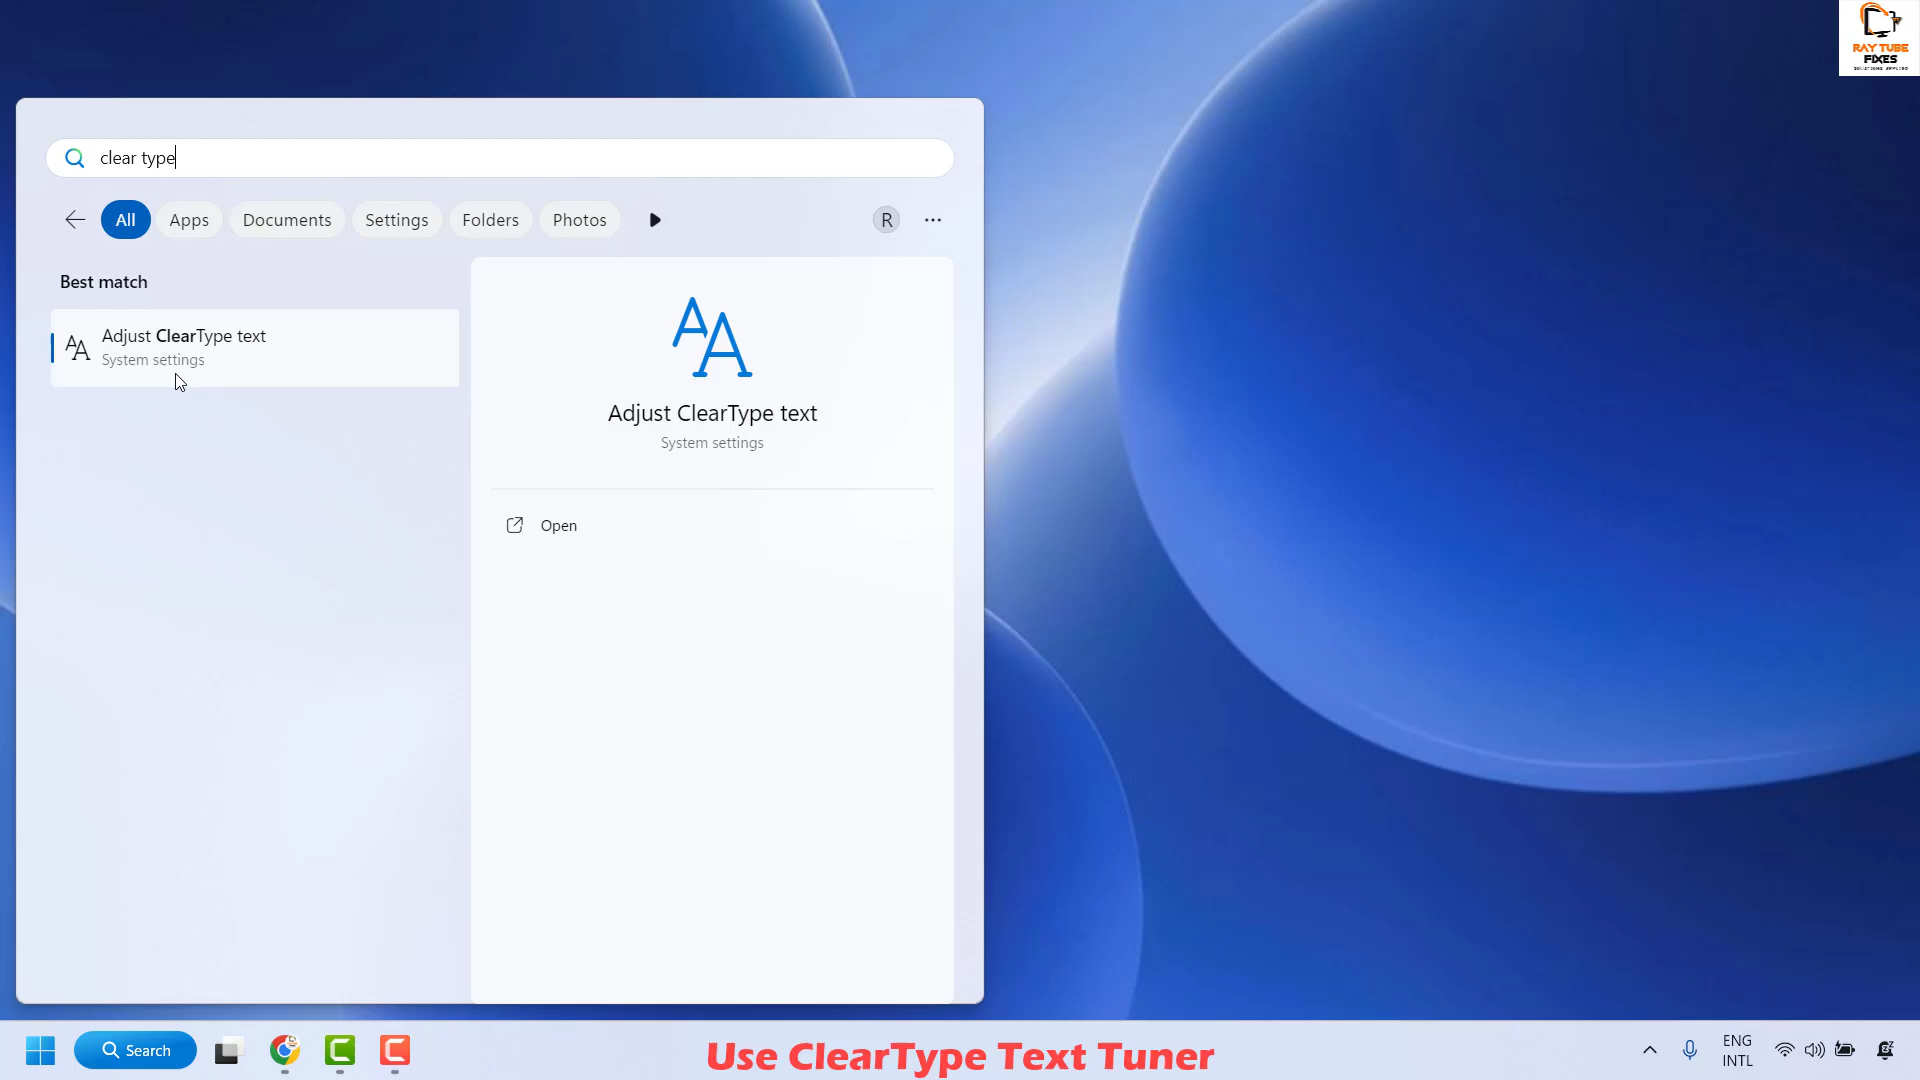 RAY TUBE
FIXES
clear type
All
Apps
Documents
Settings
Folders
Photos
R
Best match
Adjust ClearType text
System settings
Adjust ClearType text
System settings
Open
Search
Use ClearType Text Tuner
ENG
INTL